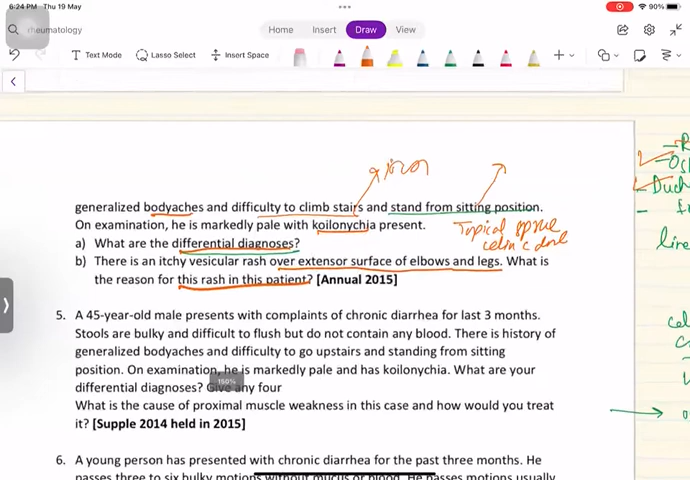 6:24 PM Thu 19 May
90%
rheumatology
Home Insert Draw View
Text Mode Lasso Select Insert Space
iron
generalized bodyaches and difficulty to climb stairs and stand from sitting position.
On examination, he is markedly pale with koilonychia present.
Topical sprue
a) What are the differential diagnoses?
b) There is an itchy vesicular rash over extensor surface of elbows and legs. What is
the reason for this rash in this patient? [Annual 2015]
5. A 45-year-old male presents with complaints of chronic diarrhea for last 3 months.
Stools are bulky and difficult to flush but do not contain any blood. There is history of
generalized bodyaches and difficulty to go upstairs and standing from sitting
position. On examination, he is markedly pale and has koilonychia. What are your
differential diagnoses? Give any four
150%
What is the cause of proximal muscle weakness in this case and how would you treat
it? [Supple 2014 held in 2015]
6. A young person has presented with chronic diarrhea for the past three months. He
passes three to six bulky motions without mucus or blood. He passes motions usually
Duch